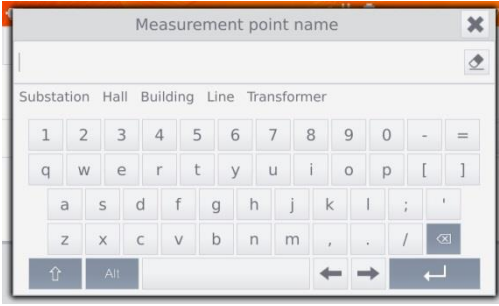 Measurement point name
Substation Hall Building Line Transformer
1 2 3 4 5 6 7 8 9 0 - =
q w e r t y u i o p [ ]
a s d f g h j k l ; '
z x c v b n m , . /
Alt